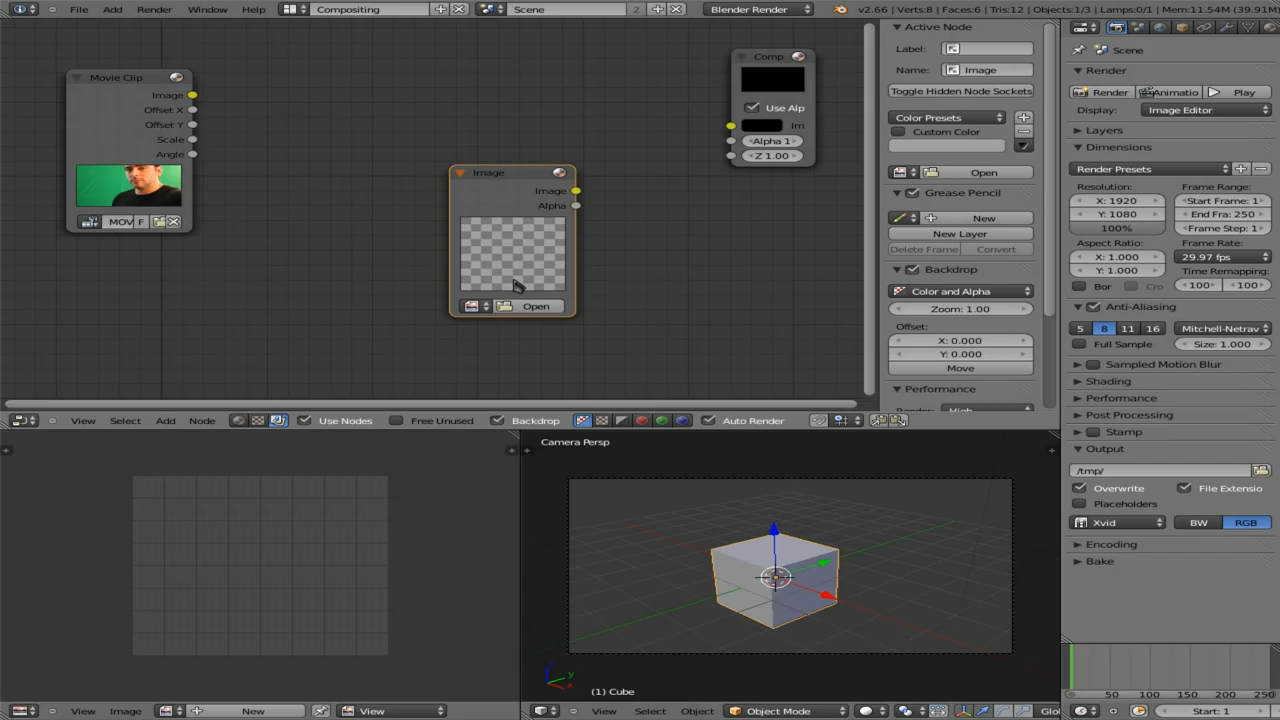 File Add Render Window Help Compositing Scene 2 Blender Render v2.66 | Verts:8 | Faces:6 | Tris:12 | Objects:1/3 | Lamps:0/1 | Mem:11.54M (39.91M)
Movie Clip
Image
Offset X
Offset Y
Scale
Angle
MOV F
Image
Image
Alpha
Open
Comp
Use Alp
Im
Alpha 1
Z 1.00
Active Node
Label:
Name: Image
Toggle Hidden Node Sockets
Color Presets
Custom Color
Open
Grease Pencil
New
New Layer
Delete Frame Convert
Backdrop
Color and Alpha
Zoom: 1.00
Offset:
X: 0.000
Y: 0.000
Move
Performance
High
Scene
Render
Render Animatio Play
Display: Image Editor
Layers
Dimensions
Render Presets
Resolution: Frame Range:
X: 1920 Start Frame: 1
Y: 1080 End Fra: 250
100% Frame Step: 1
Aspect Ratio: Frame Rate:
X: 1.000 29.97 fps
Y: 1.000 Time Remapping:
Bor Cro 100 100
Anti-Aliasing
5 8 11 16 Mitchell-Netrav
Full Sample Size: 1.000
Sampled Motion Blur
Shading
Performance
Post Processing
Stamp
Output
/tmp/
Overwrite File Extensio
Placeholders
Xvid BW RGB
Encoding
Bake
View Select Add Node Use Nodes Free Unused Backdrop Auto Render
Camera Persp
(1) Cube
50 100 150 200 250
View Image New View
View Select Object Object Mode Glo
Start: 1